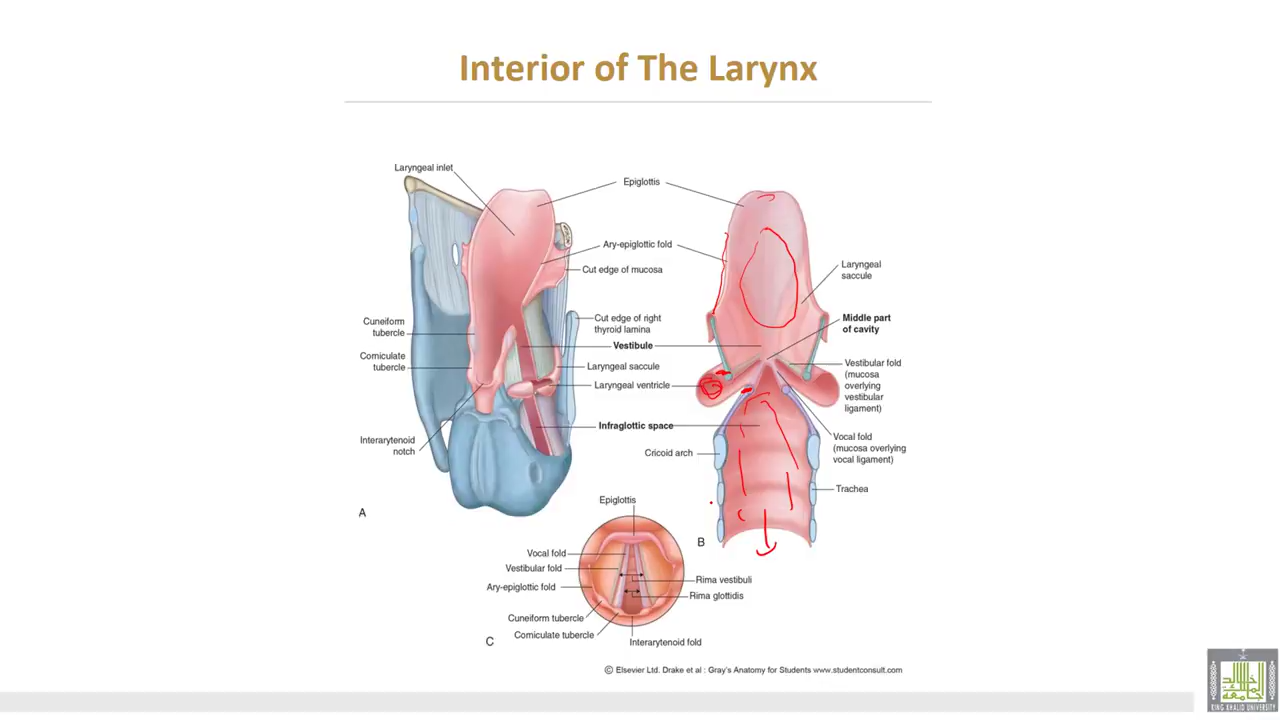 Interior of The Larynx
Laryngeal inlet
Epiglottis
Ary-epiglottic fold
Cut edge of mucosa
Laryngeal
saccule
Cuneiform
tubercle
Cut edge of right
thyroid lamina
Middle part
of cavity
Vestibule
Corniculate
tubercle
Laryngeal saccule
Laryngeal ventricle
Vestibular fold
(mucosa
overlying
vestibular
ligament)
Infraglottic space
Interarytenoid
notch
Cricoid arch
Vocal fold
(mucosa overlying
vocal ligament)
Trachea
A
B
Epiglottis
Vocal fold
Vestibular fold
Ary-epiglottic fold
Rima vestibuli
Rima glottidis
Cuneiform tubercle
Corniculate tubercle
Interarytenoid fold
C
© Elsevier Ltd. Drake et al : Gray's Anatomy for Students www.studentconsult.com
KING KHALID UNIVERSITY